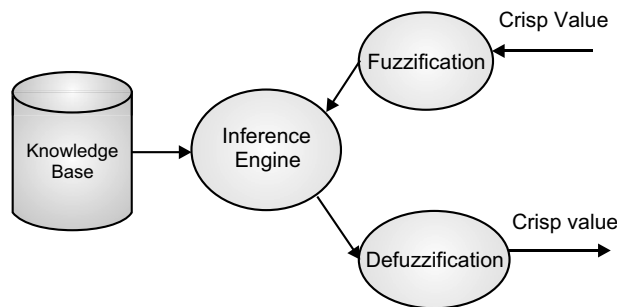 Crisp Value
Fuzzification
Knowledge
Base
Inference
Engine
Crisp value
Defuzzification